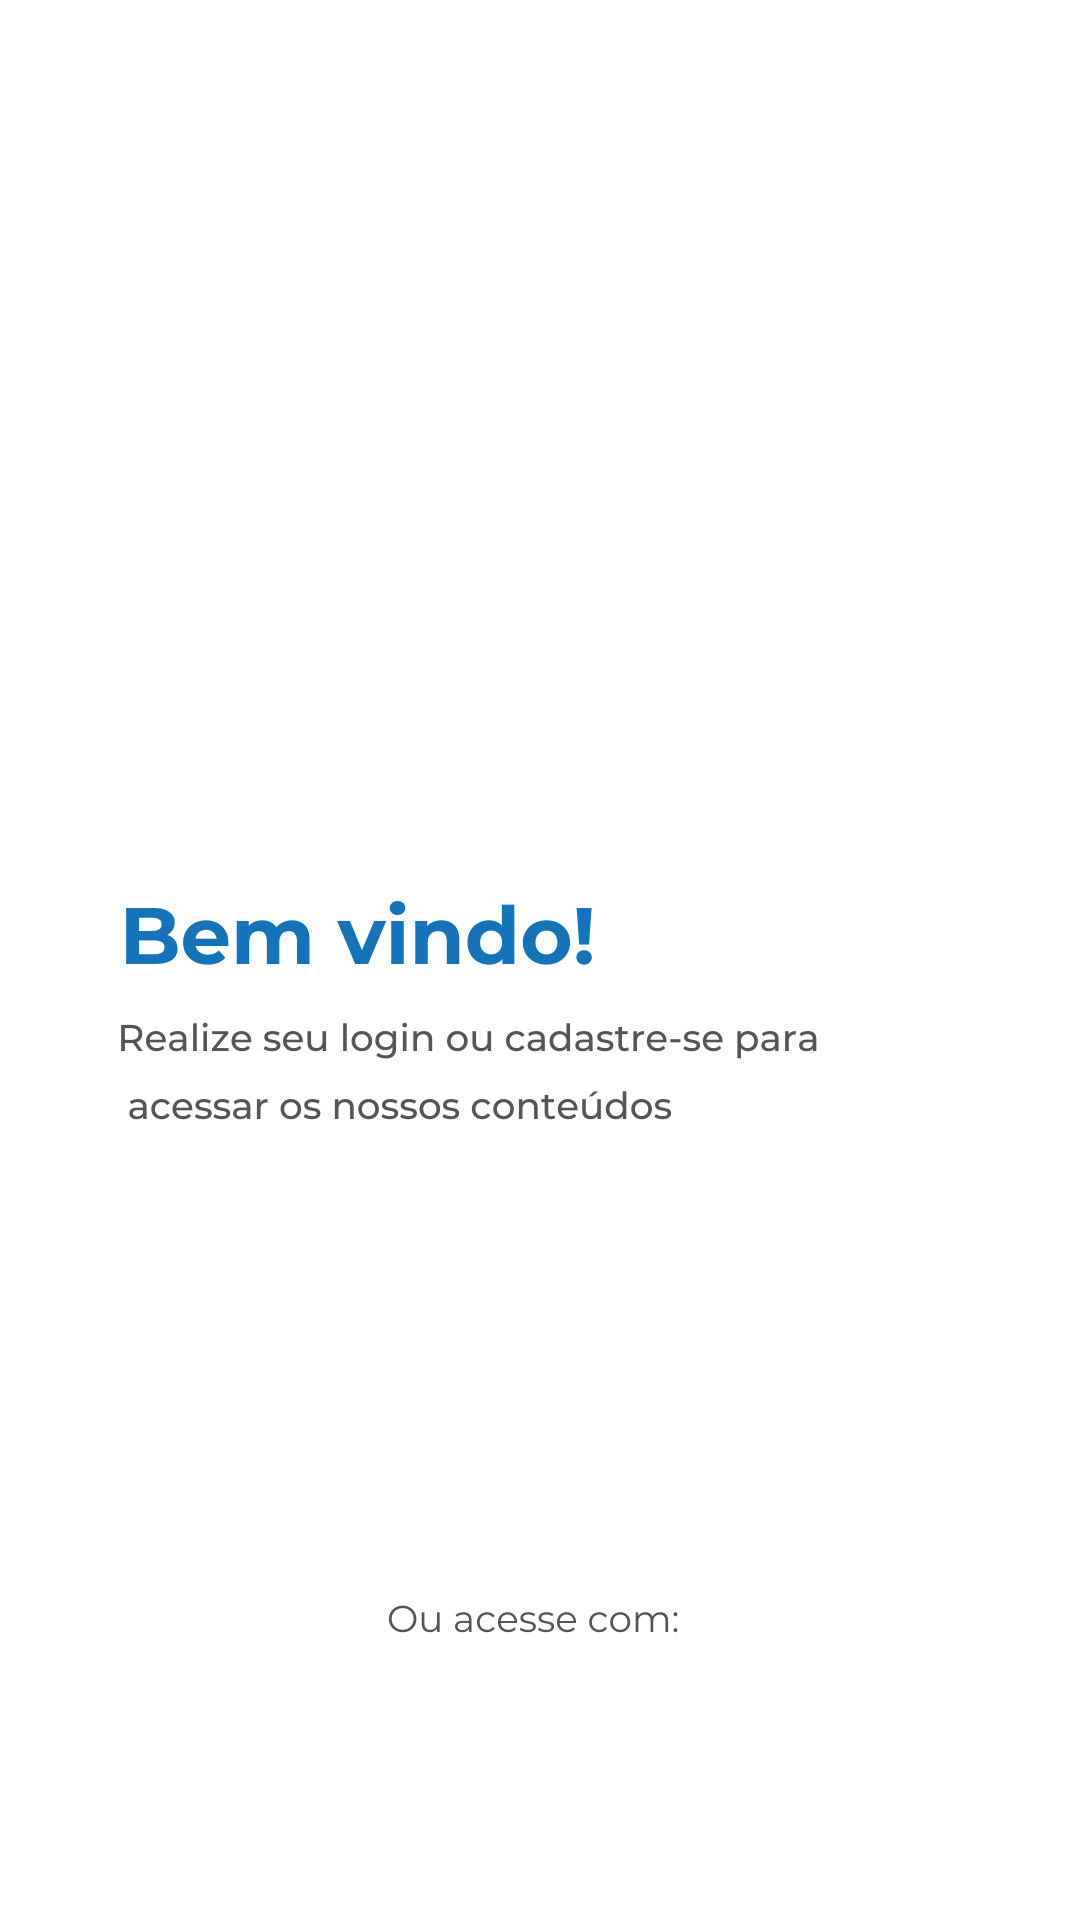 Bem vindo!
Realize seu login ou cadastre-se para
acessar os nossos conteúdos
Ou acesse com: